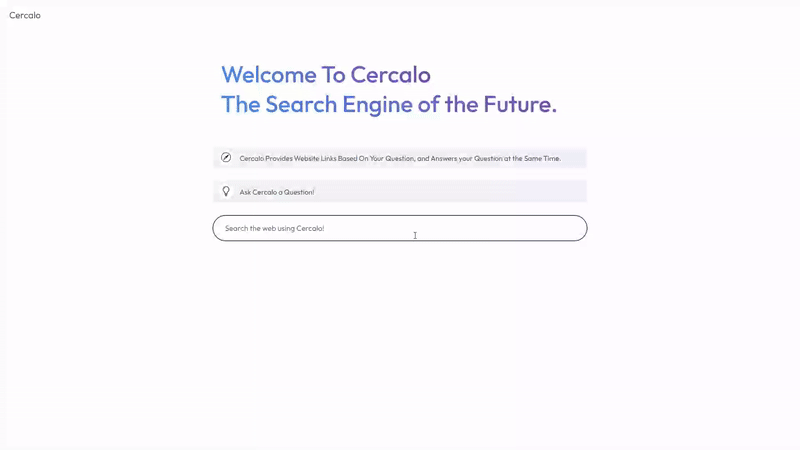 Cercalo
Welcome To Cercalo
The Search Engine of the Future.
Cercalo Provides Website Links Based On Your Question, and Answers your Question at the Same Time.
Ask Cercalo a Question!
Search the web using Cercalo!